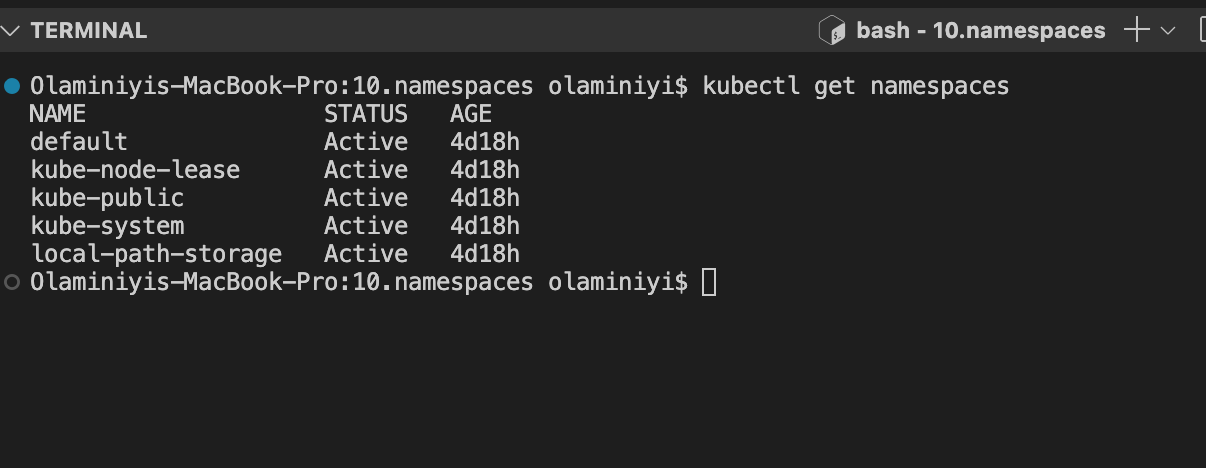 TERMINAL
bash - 10.namespaces
Olaminiyis-MacBook-Pro:10.namespaces olaminiyi$ kubectl get namespaces
NAME STATUS AGE
default Active 4d18h
kube-node-lease Active 4d18h
kube-public Active 4d18h
kube-system Active 4d18h
local-path-storage Active 4d18h
Olaminiyis-MacBook-Pro:10.namespaces olaminiyi$